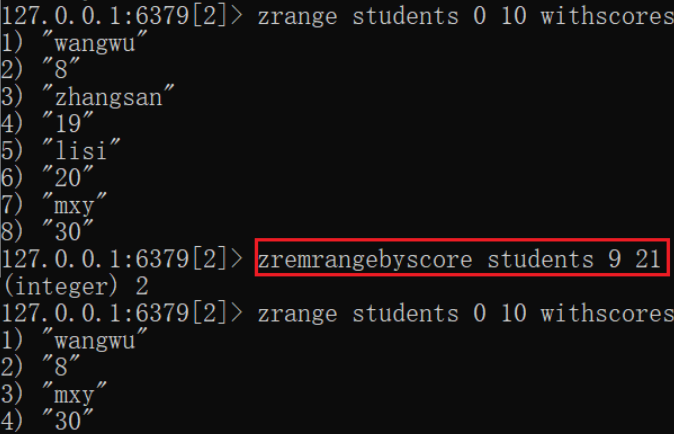 127.0.0.1:6379[2]> zrange students 0 10 withscores
1) "wangwu"
2) "8"
3) "zhangsan"
4) "19"
5) "lisi"
6) "20"
7) "mxy"
8) "30"
127.0.0.1:6379[2]> zremrangebyscore students 9 21
(integer) 2
127.0.0.1:6379[2]> zrange students 0 10 withscores
1) "wangwu"
2) "8"
3) "mxy"
4) "30"